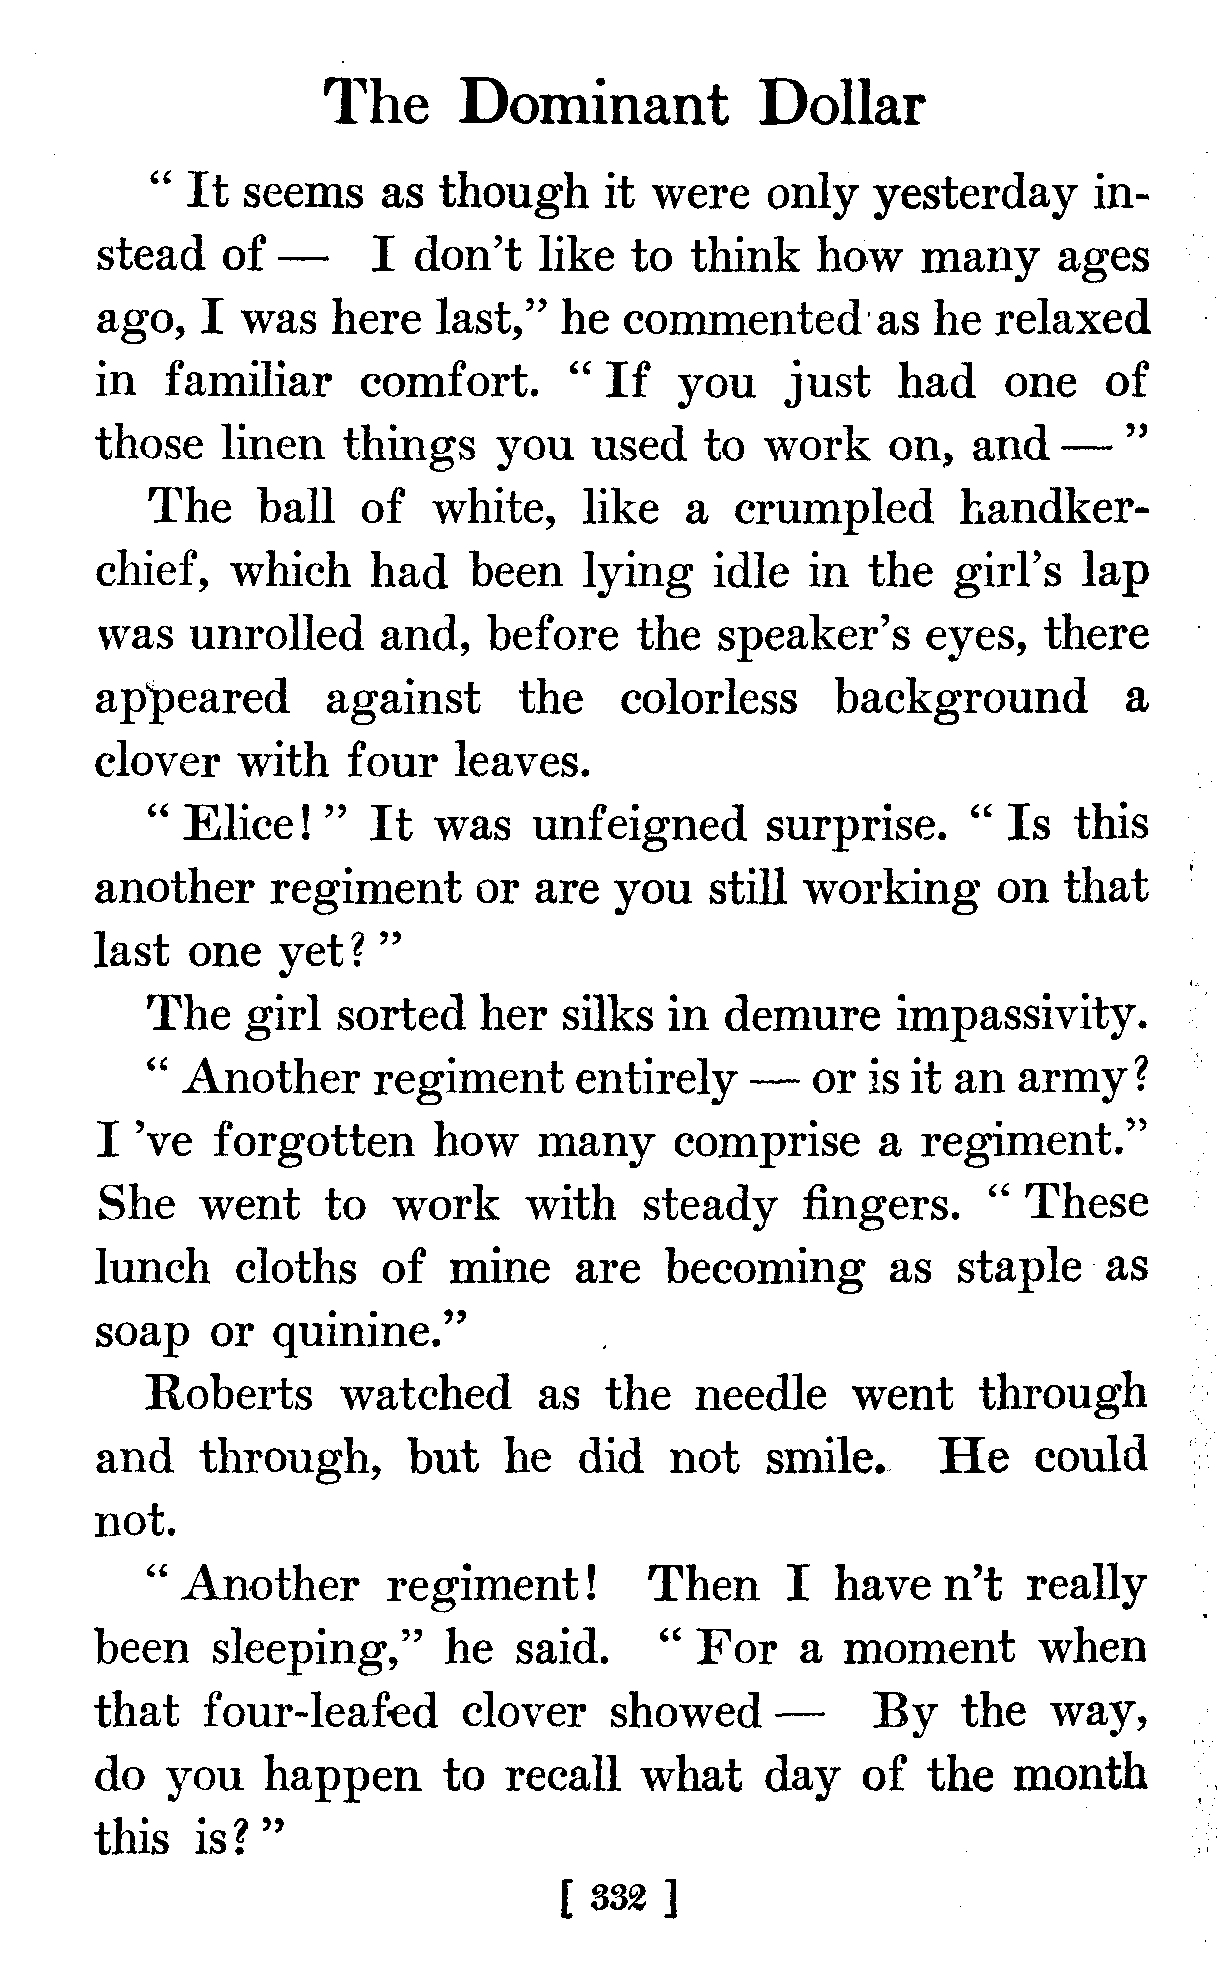 The Dominant Dollar
“ It seems as though it were only yesterday in-
stead of — I don’t like to think how many ages
ago, I was here last,” he commented as he relaxed
in familiar comfort. “ If you just had one of
those linen things you used to work on, and — ”
The ball of white, like a crumpled handker-
chief, which had been lying idle in the girl’s lap
was unrolled and, before the speaker’s eyes, there
appeared against the colorless background a
clover with four leaves.
“ Elice! ” It was unfeigned surprise. “ Is this
another regiment or are you still working on that
last one yet? ”
The girl sorted her silks in demure impassivity.
“ Another regiment entirely — or is it an army?
I ’ve forgotten how many comprise a regiment.”
She went to work with steady fingers. “ These
lunch cloths of mine are becoming as staple as
soap or quinine.”
Roberts watched as the needle went through
and through, but he did not smile. He could
not.
“ Another regiment! Then I have n’t really
been sleeping,” he said. “ For a moment when
that four-leafed clover showed — By the way,
do you happen to recall what day of the month
this is? ”
[ 332 ]